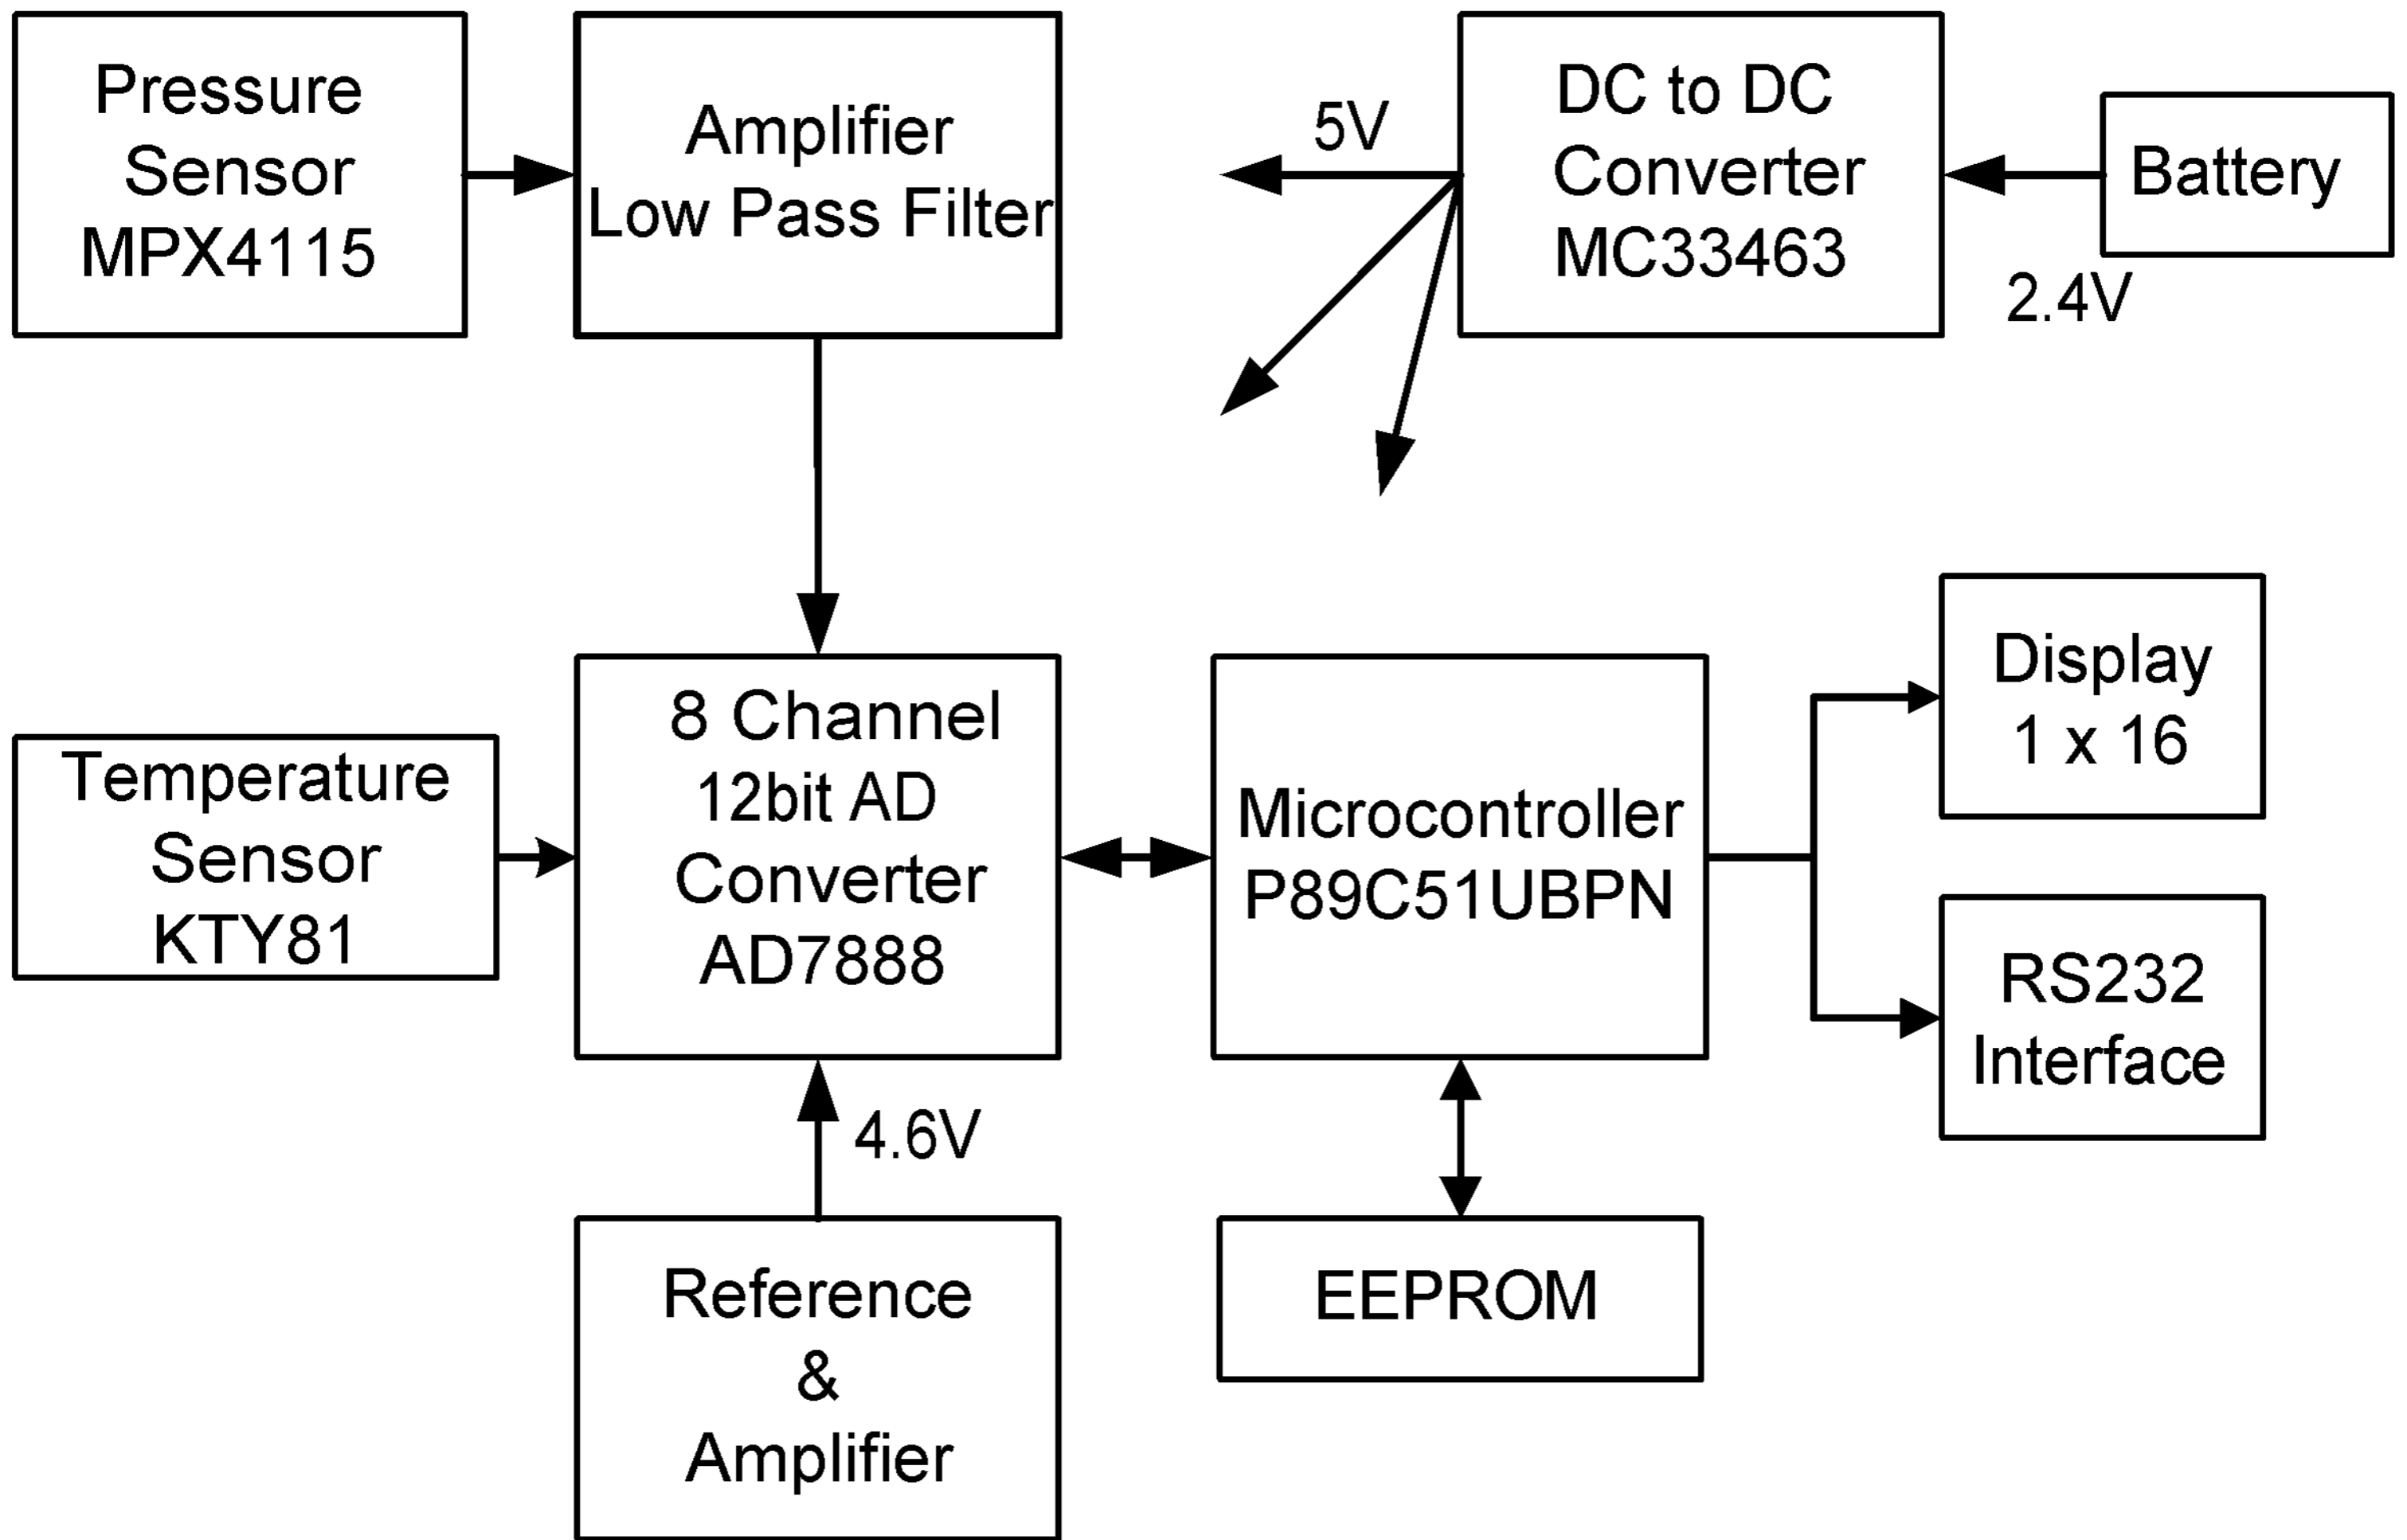 Pressure
Sensor
MPX4115
Amplifier
Low Pass Filter
5V
DC to DC
Converter
MC33463
Battery
2.4V
Temperature
Sensor
KTY81
8 Channel
12bit AD
Converter
AD7888
Microcontroller
P89C51UBPN
Display
1 x 16
RS232
Interface
4.6V
Reference
&
Amplifier
EEPROM